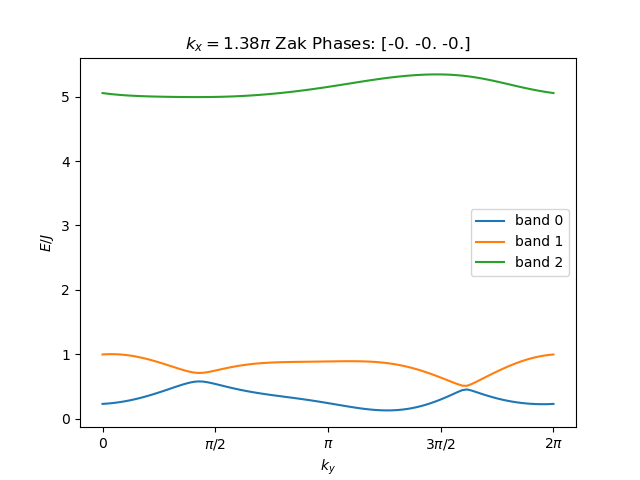 $k_x = 1.38\pi$ Zak Phases: [-0. -0. -0.]
5
4
3
2
1
0
E/J
band 0
band 1
band 2
0
π/2
π
3π/2
2π
$k_y$